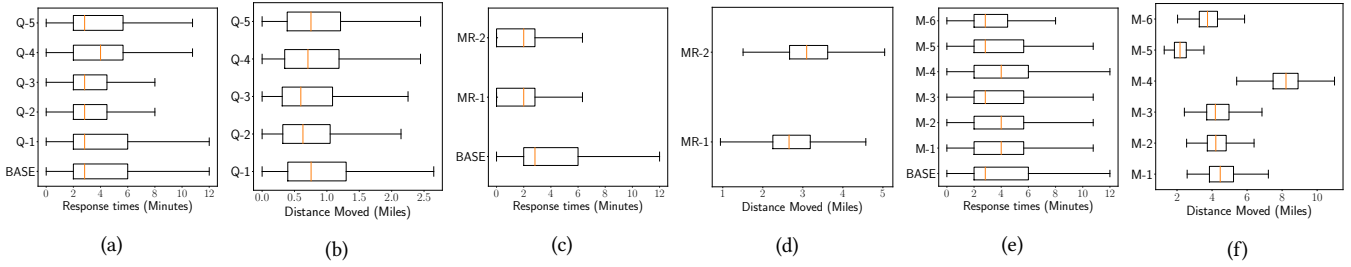 Q-5
Q-4
Q-3
Q-2
Q-1
BASE
0 2 4 6 8 10 12
Response times (Minutes)
(a)
Q-5
Q-4
Q-3
Q-2
Q-1
0.0 0.5 1.0 1.5 2.0 2.5
Distance Moved (Miles)
(b)
MR-2
MR-1
BASE
0 2 4 6 8 10 12
Response times (Minutes)
(c)
MR-2
MR-1
1 2 3 4 5
Distance Moved (Miles)
(d)
M-6
M-5
M-4
M-3
M-2
M-1
BASE
0 2 4 6 8 10 12
Response times (Minutes)
(e)
M-6
M-5
M-4
M-3
M-2
M-1
2 4 6 8 10
Distance Moved (Miles)
(f)